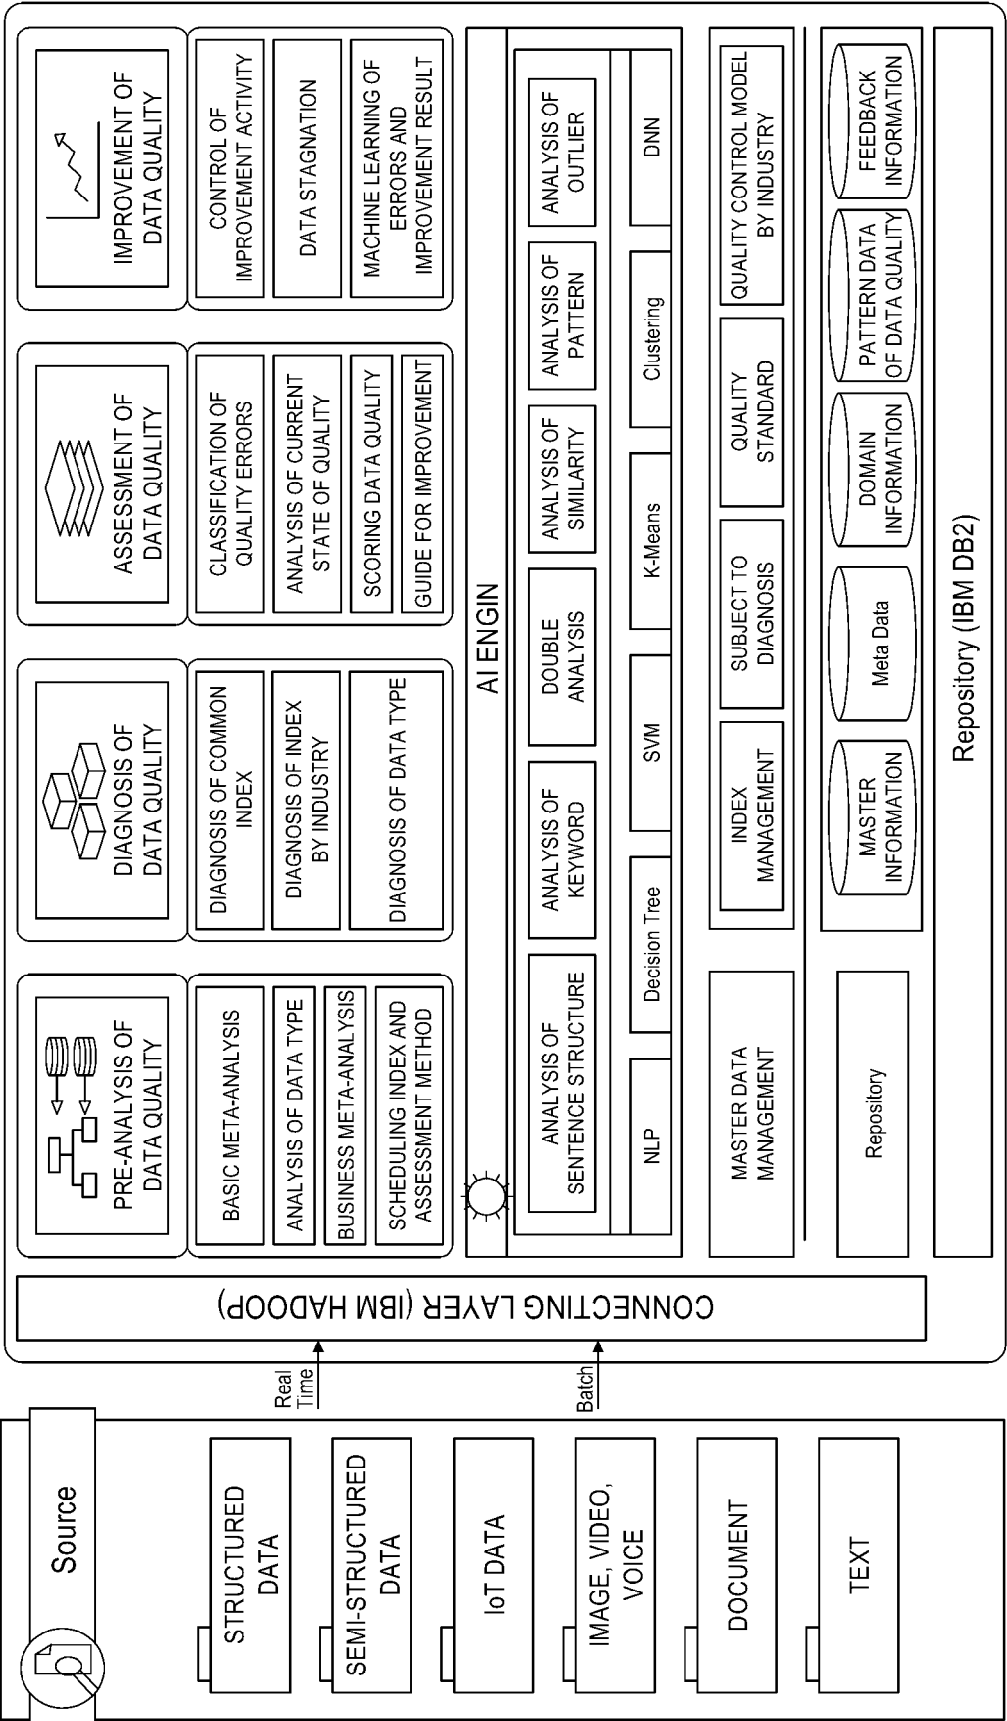 Source
STRUCTURED
DATA
SEMI-STRUCTURED
DATA
IoT DATA
IMAGE, VIDEO,
VOICE
DOCUMENT
TEXT
Real
Time
Batch
CONNECTING LAYER (IBM HADOOP)
PRE-ANALYSIS OF
DATA QUALITY
BASIC META-ANALYSIS
ANALYSIS OF DATA TYPE
BUSINESS META-ANALYSIS
SCHEDULING INDEX AND
ASSESSMENT METHOD
DIAGNOSIS OF
DATA QUALITY
DIAGNOSIS OF COMMON
INDEX
DIAGNOSIS OF INDEX
BY INDUSTRY
DIAGNOSIS OF DATA TYPE
ASSESSMENT OF
DATA QUALITY
CLASSIFICATION OF
QUALITY ERRORS
ANALYSIS OF CURRENT
STATE OF QUALITY
SCORING DATA QUALITY
GUIDE FOR IMPROVEMENT
IMPROVEMENT OF
DATA QUALITY
CONTROL OF
IMPROVEMENT ACTIVITY
DATA STAGNATION
MACHINE LEARNING OF
ERRORS AND
IMPROVEMENT RESULT
AI ENGIN
ANALYSIS OF
SENTENCE STRUCTURE
ANALYSIS OF
KEYWORD
DOUBLE
ANALYSIS
ANALYSIS OF
SIMILARITY
ANALYSIS OF
PATTERN
ANALYSIS OF
OUTLIER
NLP
Decision Tree
SVM
K-Means
Clustering
DNN
MASTER DATA
MANAGEMENT
INDEX
MANAGEMENT
SUBJECT TO
DIAGNOSIS
QUALITY
STANDARD
QUALITY CONTROL MODEL
BY INDUSTRY
Repository
MASTER
INFORMATION
Meta Data
DOMAIN
INFORMATION
PATTERN DATA
OF DATA QUALITY
FEEDBACK
INFORMATION
Repository (IBM DB2)